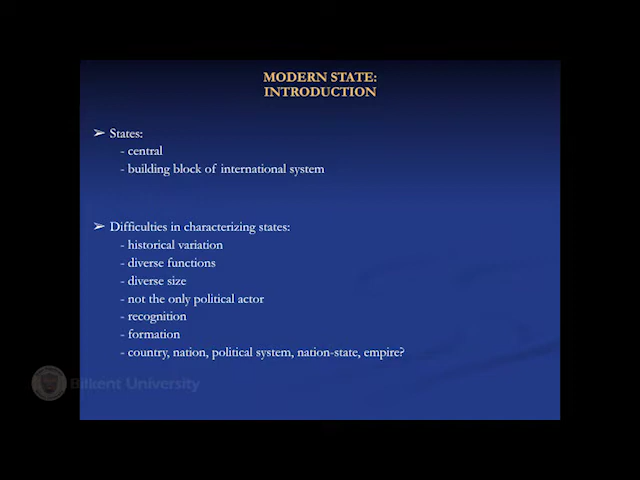 MODERN STATE:
INTRODUCTION
➢ States:
- central
- building block of international system
➢ Difficulties in characterizing states:
- historical variation
- diverse functions
- diverse size
- not the only political actor
- recognition
- formation
- country, nation, political system, nation-state, empire?
Bilkent University